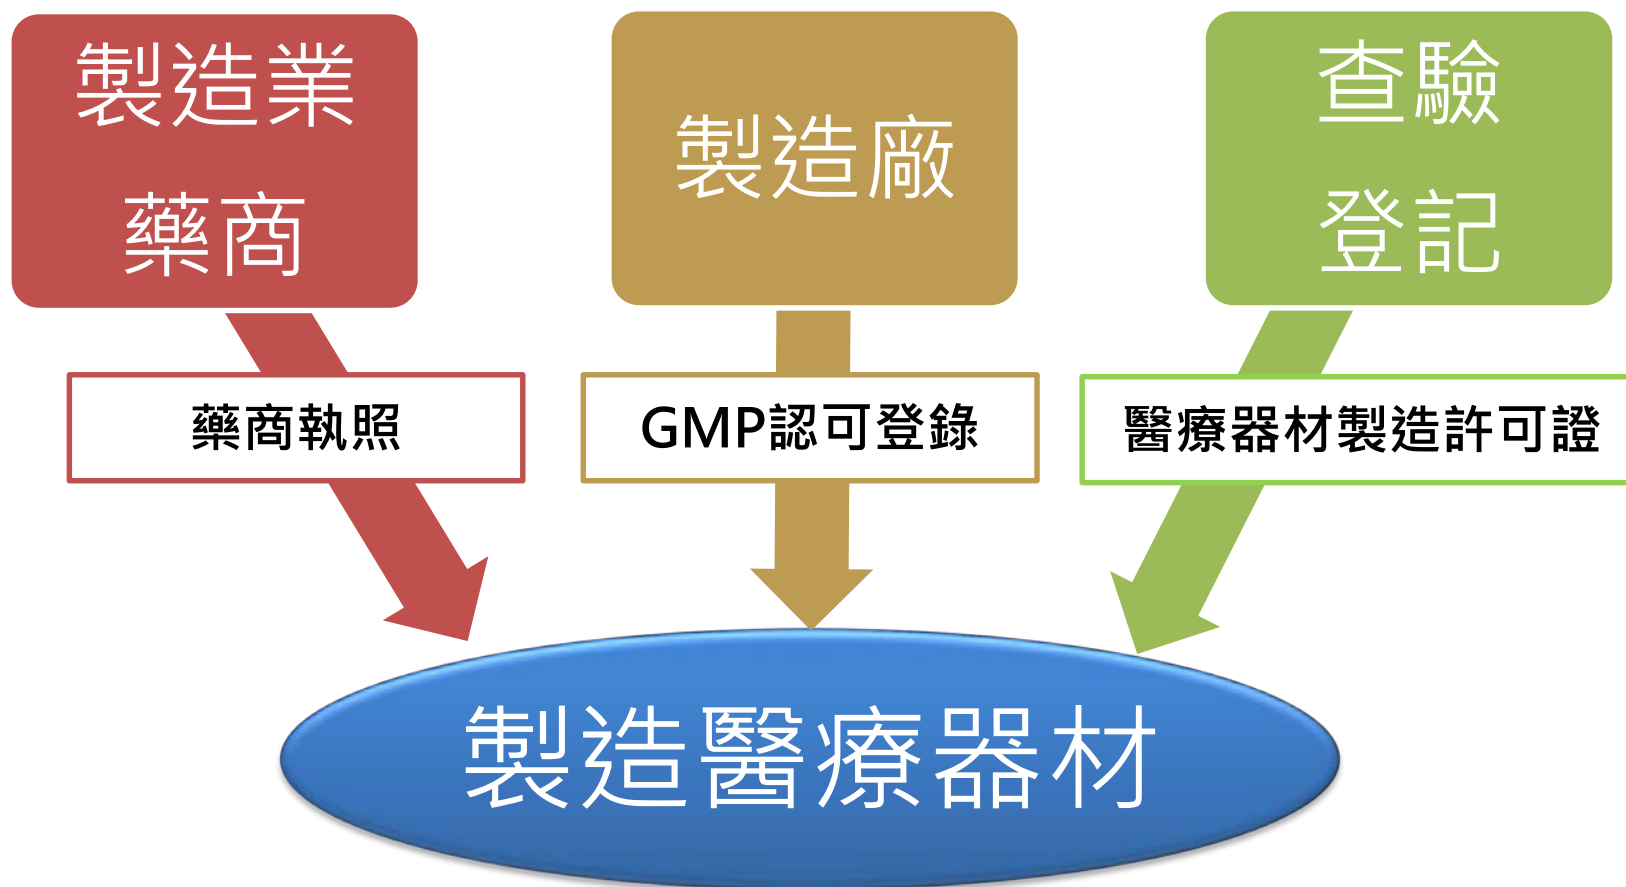 製造業
藥商
製造廠
查驗
登記
藥商執照
GMP認可登錄
醫療器材製造許可證
製造醫療器材